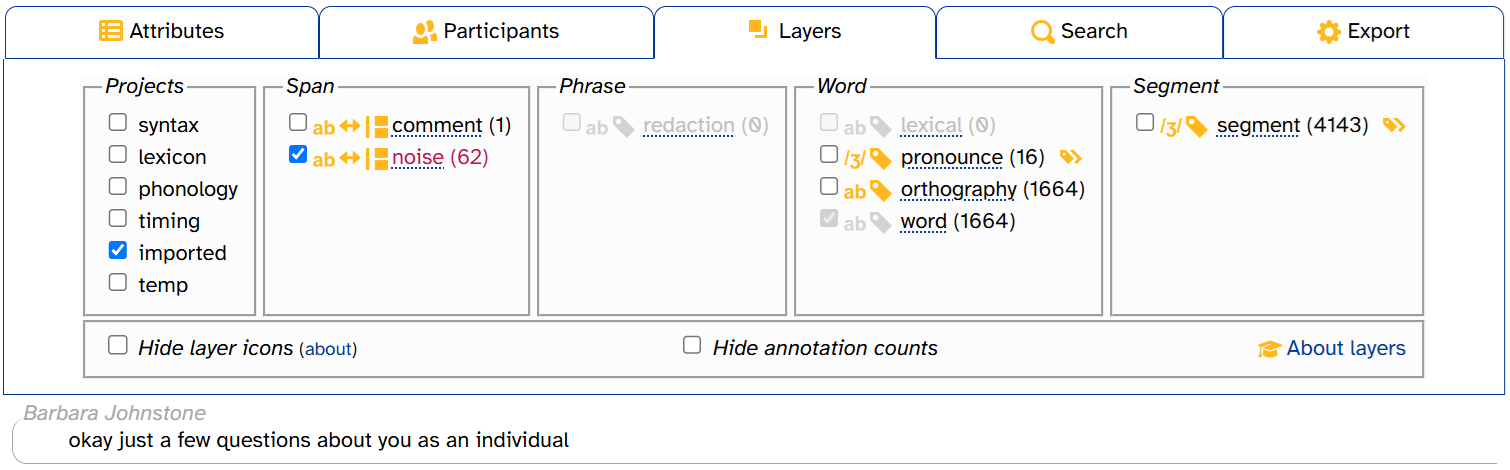 Attributes Participants Layers Search Export
Projects Span Phrase Word Segment
syntax ab comment (1) ab redaction (0) ab lexical (0) /ʒ/ segment (4143)
lexicon ab noise (62) /ʒ/ pronounce (16)
phonology ab orthography (1664)
timing ab word (1664)
imported
temp
Hide layer icons (about) Hide annotation counts About layers
Barbara Johnstone
okay just a few questions about you as an individual